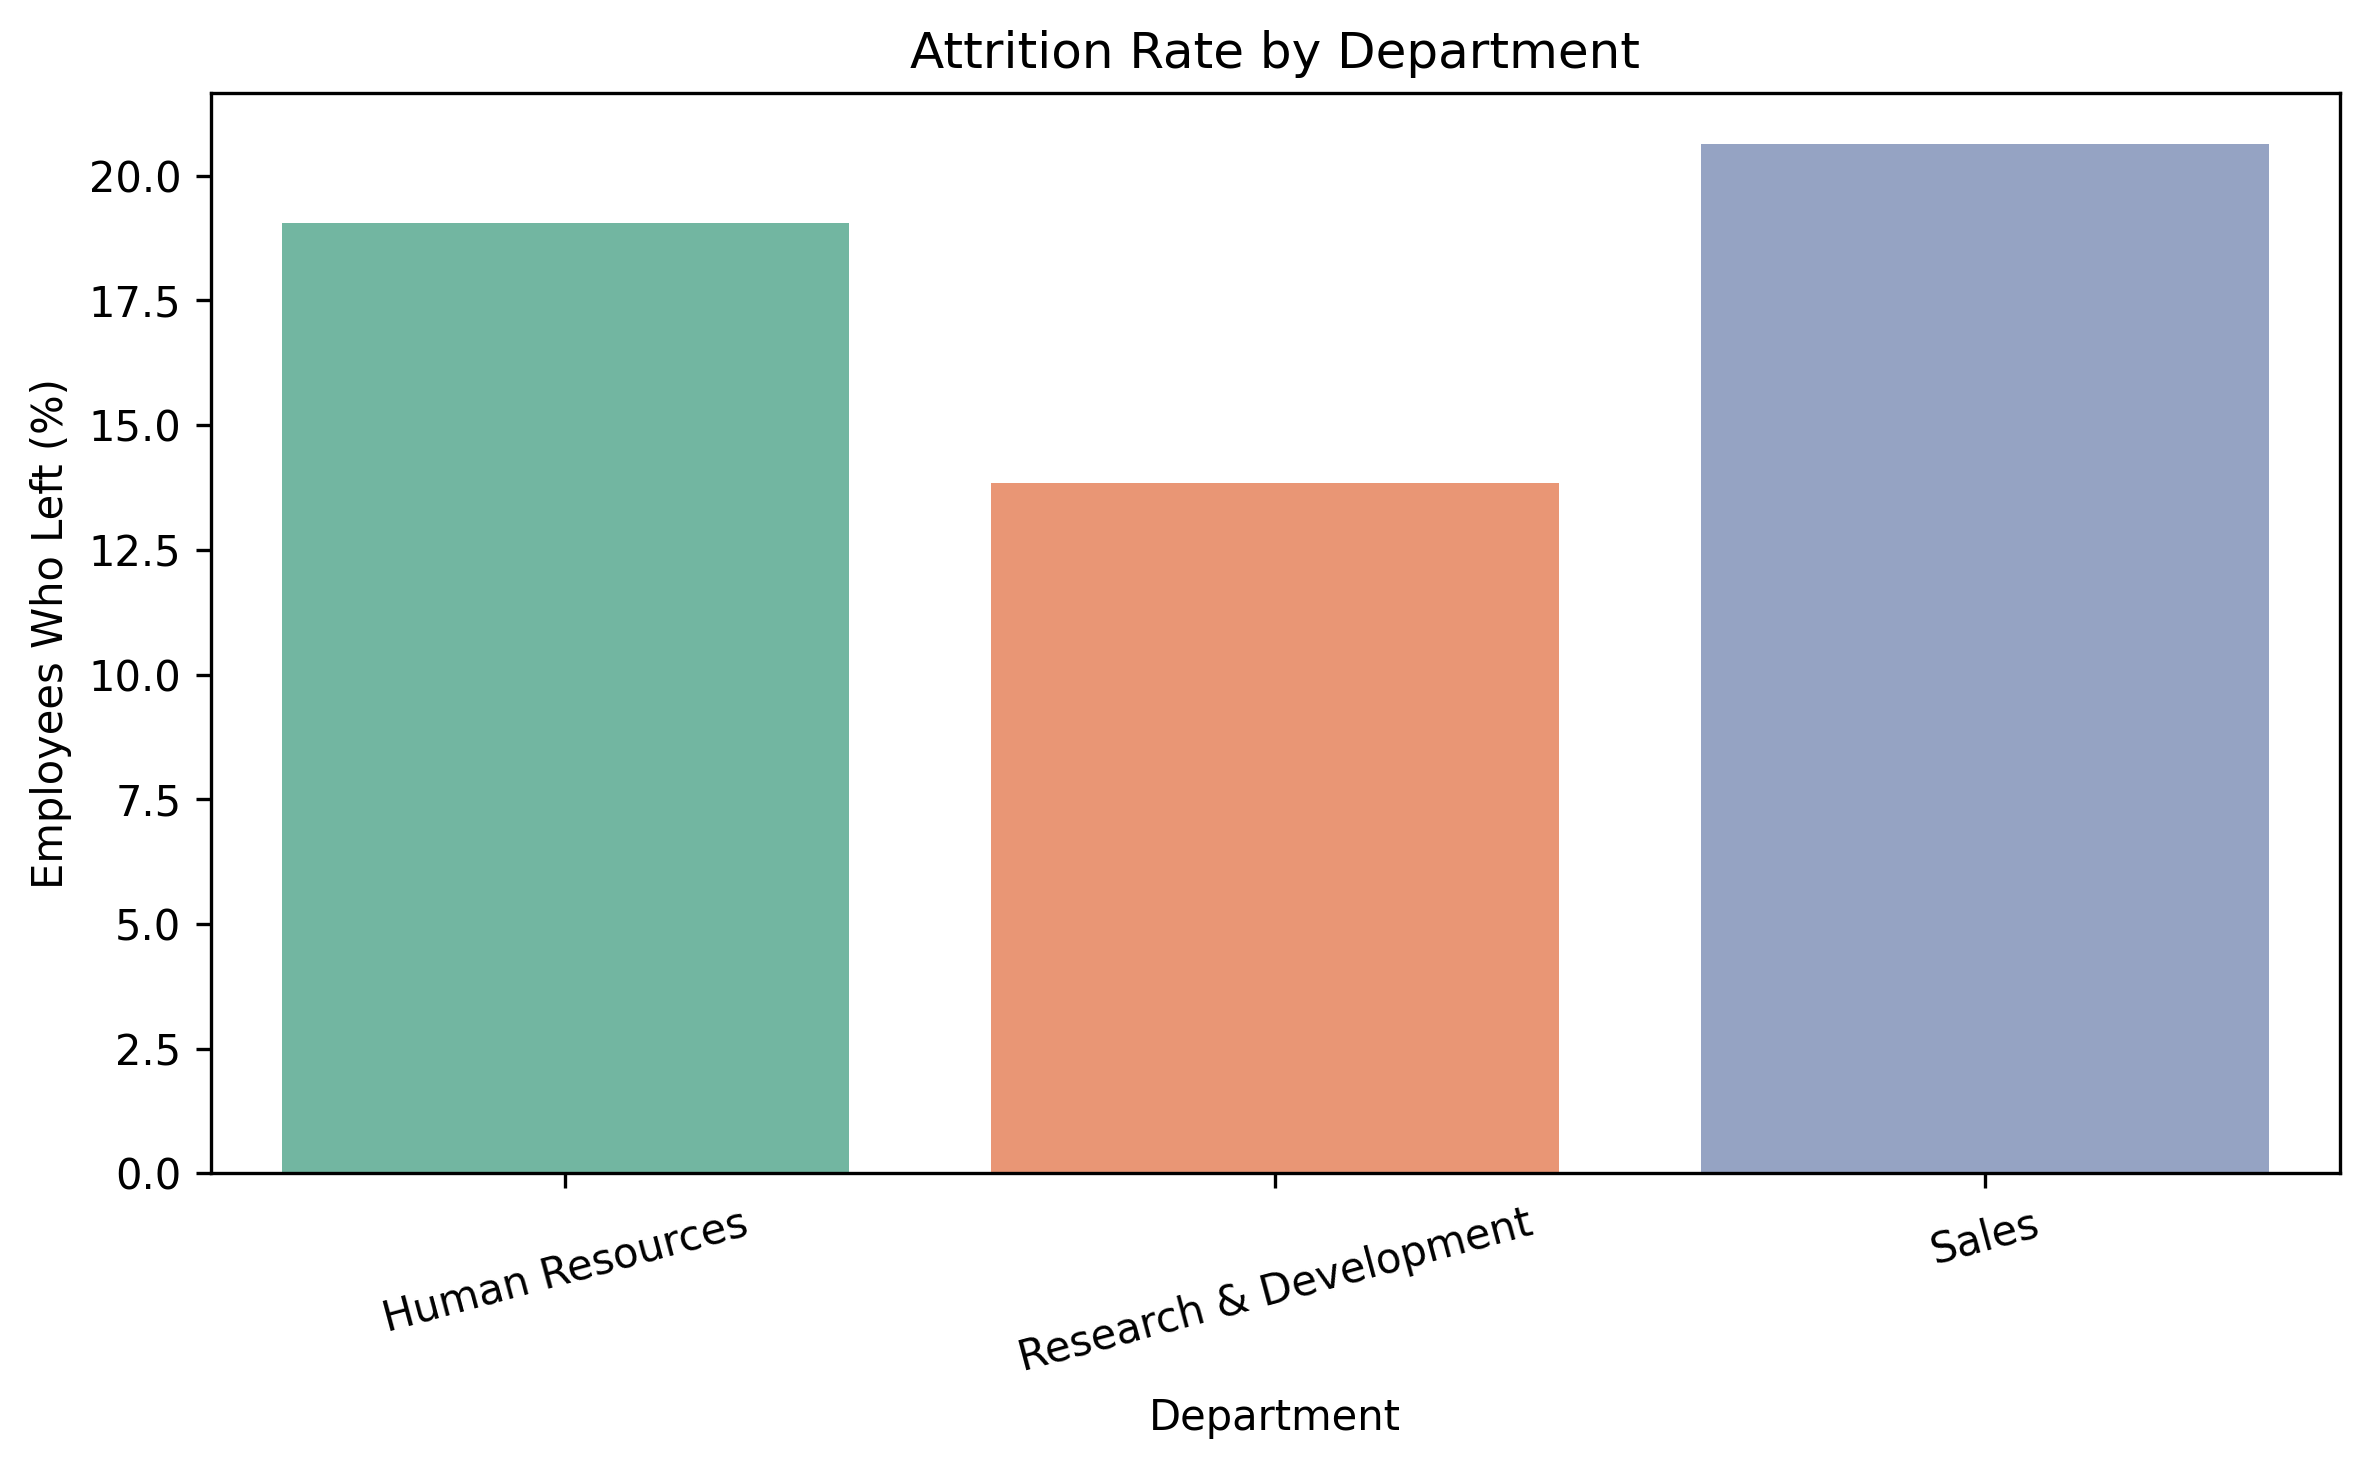 Attrition Rate by Department
Employees Who Left (%)
20.0
17.5
15.0
12.5
10.0
7.5
5.0
2.5
0.0
Human Resources
Research & Development
Sales
Department